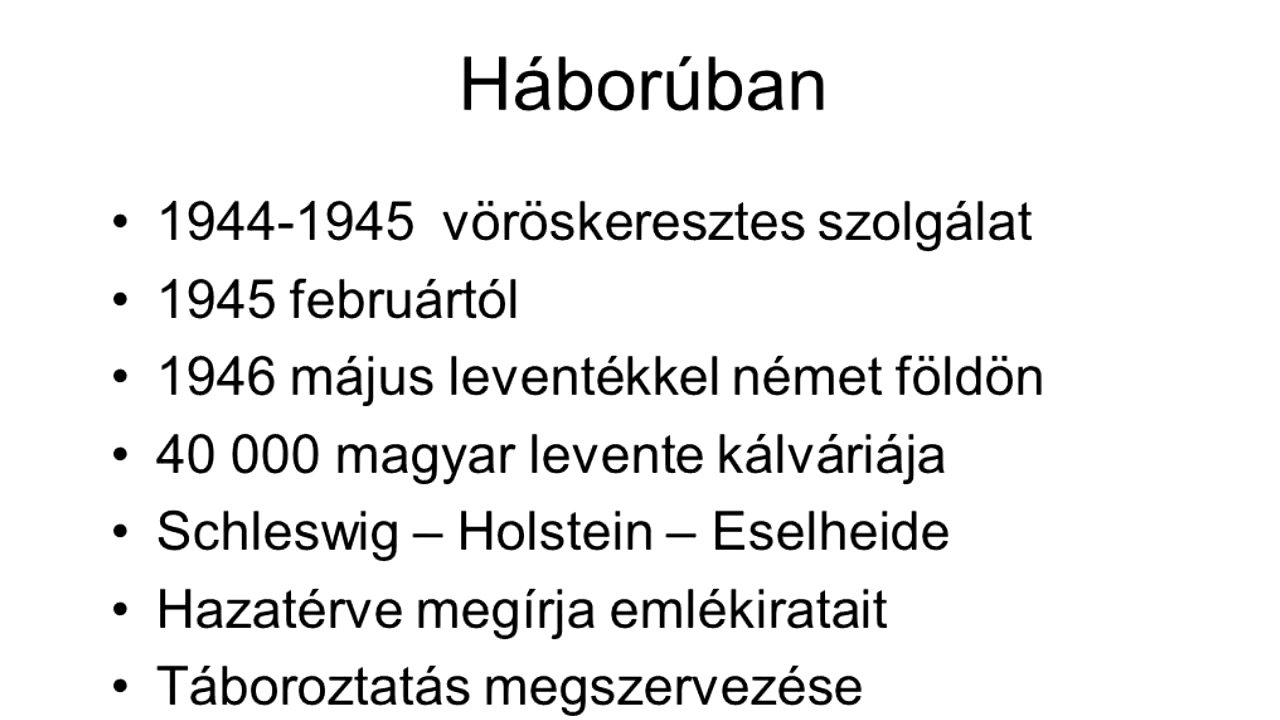 Háborúban
• 1944-1945 vöröskeresztes szolgálat
• 1945 februártól
• 1946 május leventékkel német földön
• 40 000 magyar levente kálváriája
• Schleswig – Holstein – Eselheide
• Hazatérve megírja emlékiratait
• Táboroztatás megszervezése